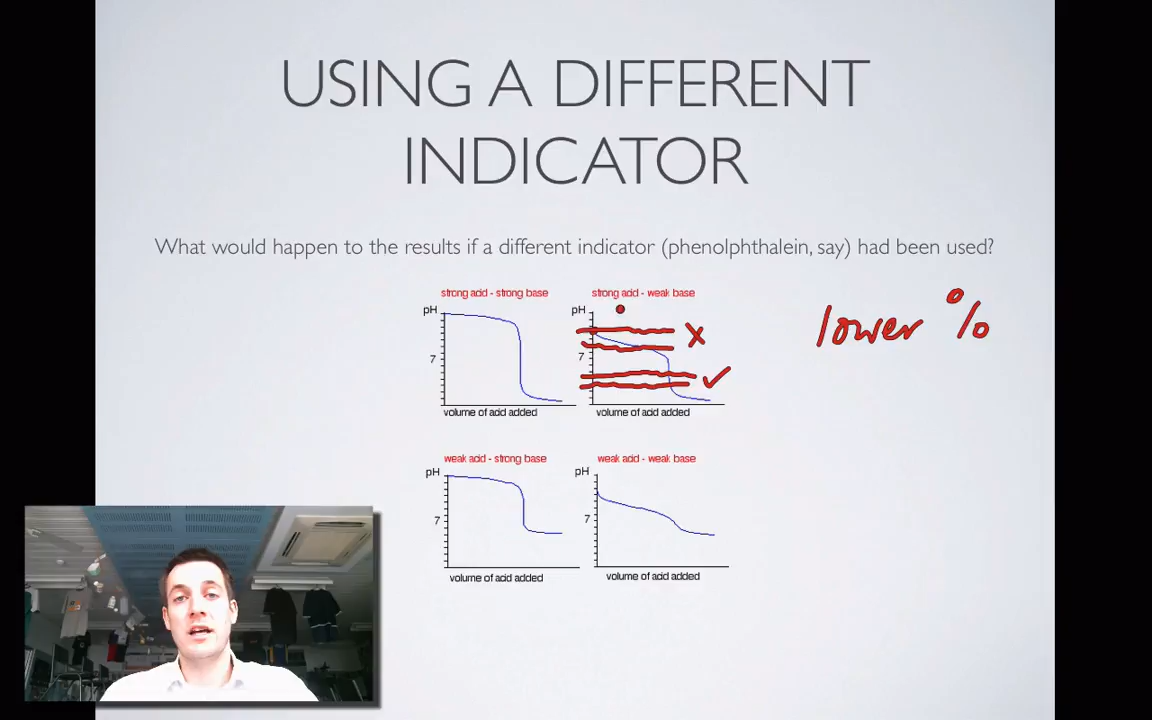 USING A DIFFERENT
INDICATOR
What would happen to the results if a different indicator (phenolphthalein, say) had been used?
strong acid - strong base
pH
7
volume of acid added
strong acid - weak base
pH
7
volume of acid added
lower %
weak acid - strong base
pH
7
volume of acid added
weak acid - weak base
pH
7
volume of acid added